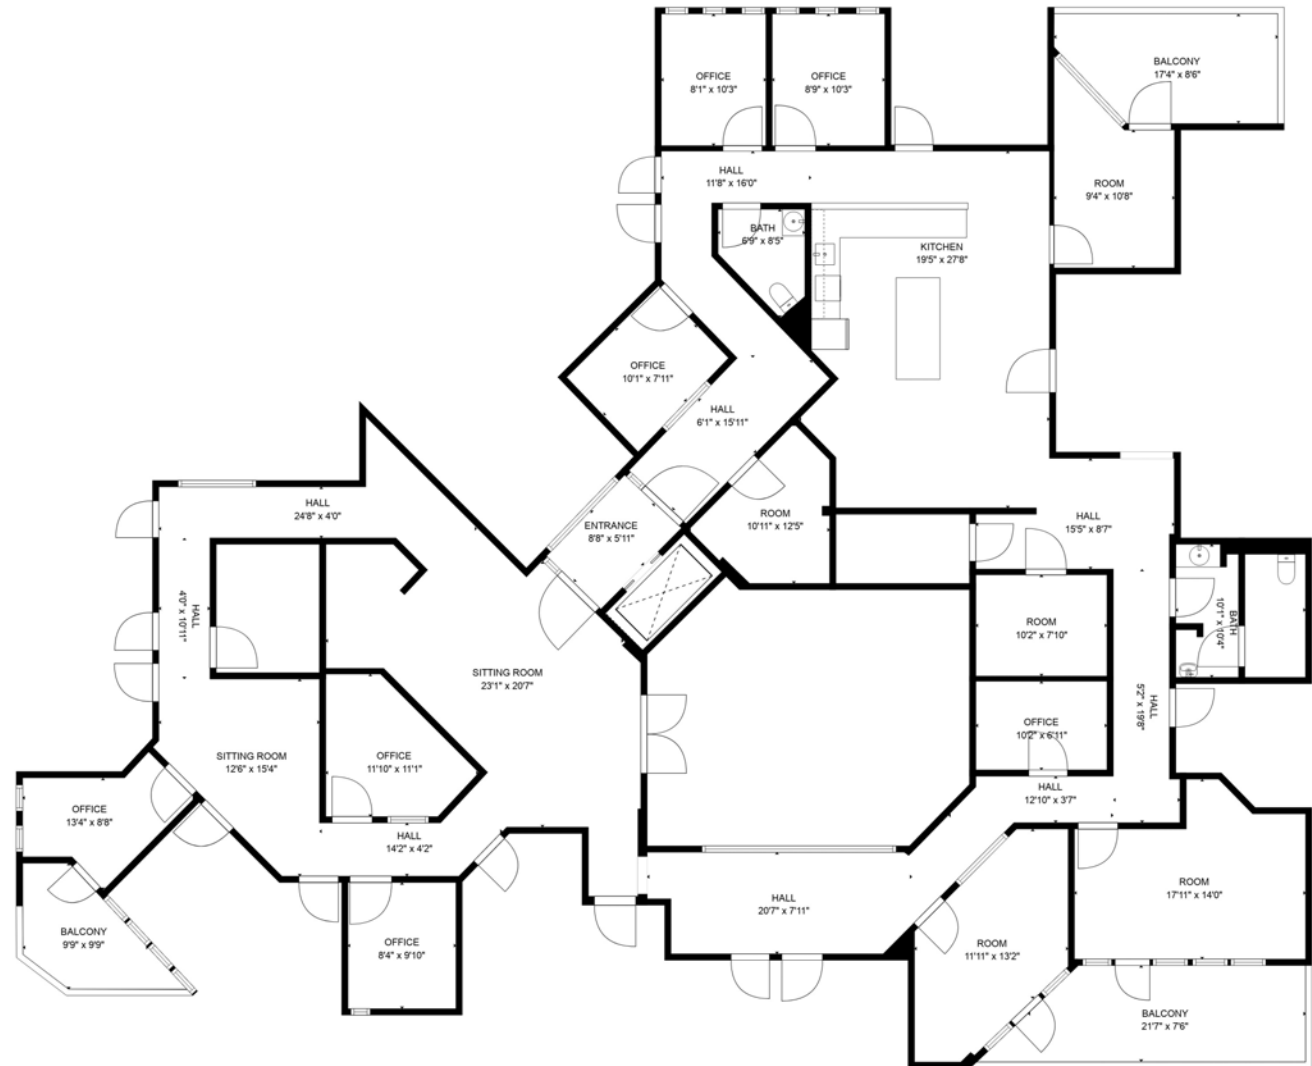 OFFICE
8'1" x 10'3"
OFFICE
8'9" x 10'3"
BALCONY
17'4" x 8'6"
HALL
11'8" x 16'0"
ROOM
9'4" x 10'8"
BATH
6'9" x 8'5"
KITCHEN
19'5" x 27'8"
OFFICE
10'1" x 7'11"
HALL
6'1" x 15'11"
HALL
24'8" x 4'0"
ENTRANCE
8'8" x 5'11"
ROOM
10'11" x 12'5"
HALL
15'5" x 8'7"
HALL
4'0" x 10'11"
ROOM
10'2" x 7'10"
BATH
10'1" x 10'4"
SITTING ROOM
23'1" x 20'7"
HALL
5'2" x 19'8"
SITTING ROOM
12'6" x 15'4"
OFFICE
11'10" x 11'1"
OFFICE
10'2" x 6'11"
OFFICE
13'4" x 8'8"
HALL
12'10" x 3'7"
HALL
14'2" x 4'2"
HALL
20'7" x 7'11"
ROOM
17'11" x 14'0"
BALCONY
9'9" x 9'9"
OFFICE
8'4" x 9'10"
ROOM
11'11" x 13'2"
BALCONY
21'7" x 7'6"